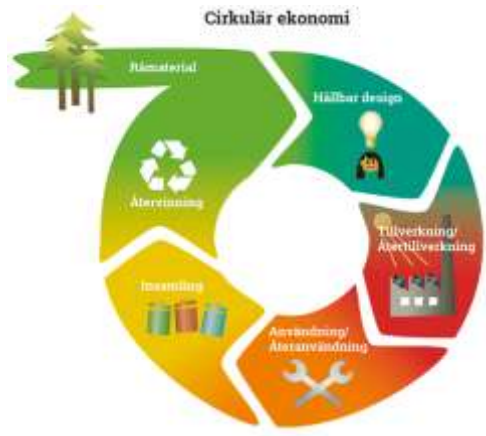 Cirkulär ekonomi
Råmaterial
Hållbar design
Tillverkning/
Återtillverkning
Användning/
Återanvändning
Insamling
Återvinning